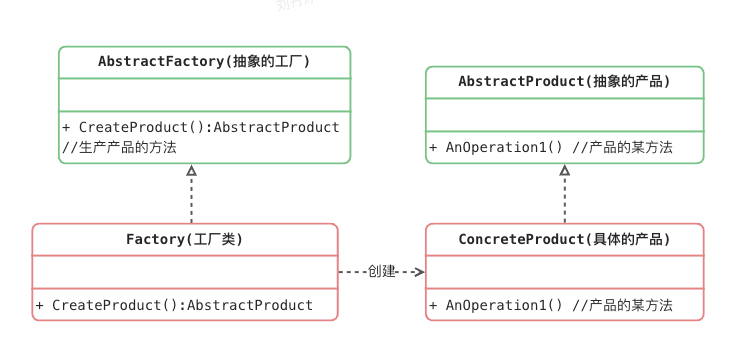 AbstractFactory(抽象的工厂)
+ CreateProduct():AbstractProduct
//生产产品的方法
AbstractProduct(抽象的产品)
+ AnOperation1() //产品的某方法
Factory(工厂类)
+ CreateProduct():AbstractProduct
创建
ConcreteProduct(具体的产品)
+ AnOperation1() //产品的某方法